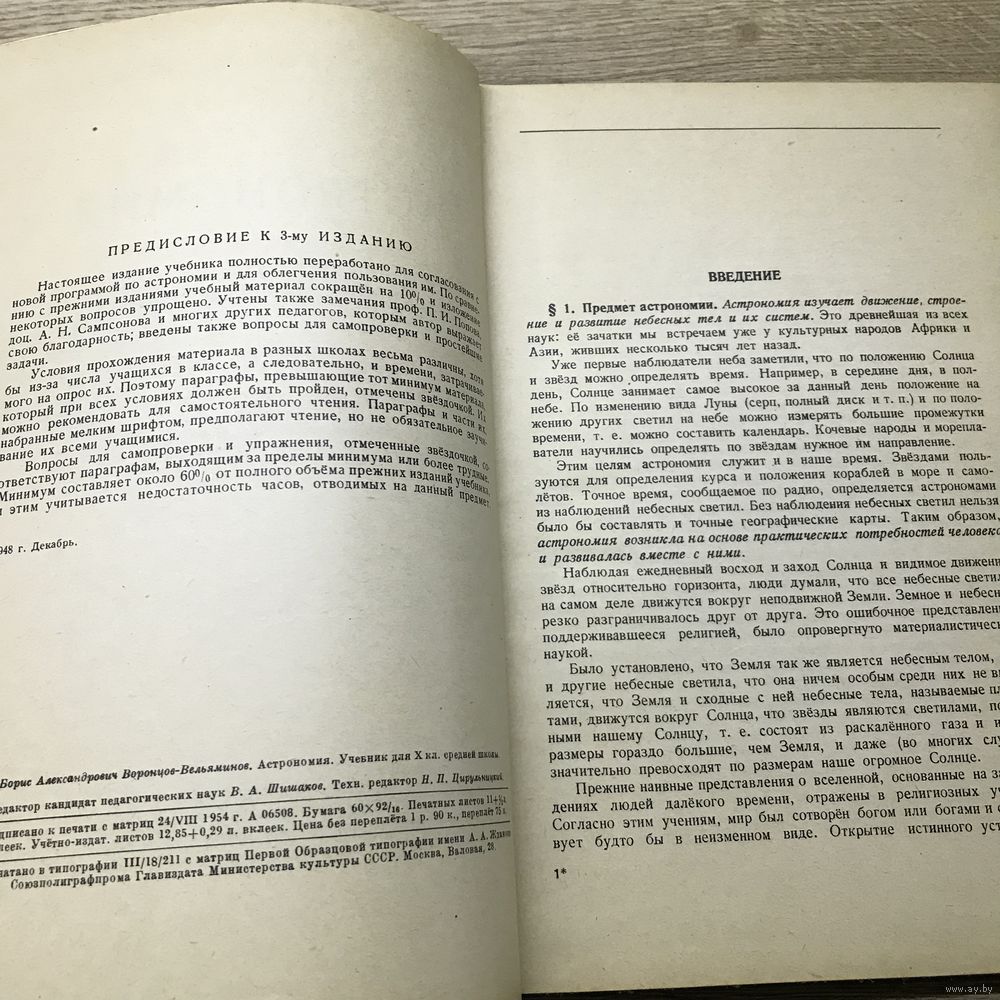 ПРЕДИСЛОВИЕ К 3-му ИЗДАНИЮ
Настоящее издание учебника полностью переработано для согласования с
новой программой по астрономии и для облегчения пользования им. По сравне-
нию с прежними изданиями учебный материал сокращён на 10% и изложение
некоторых вопросов упрощено. Учтены также замечания проф. П. И. Попова,
доц. А. Н. Сампсонова и многих других педагогов, которым автор выражает
свою благодарность; введены также вопросы для самопроверки и простейшие
задачи.
Условия прохождения материала в разных школах весьма различны, хотя
бы из-за числа учащихся в классе, а следовательно, и времени, затрачивае-
мого на опрос их. Поэтому параграфы, превышающие тот минимум материала,
который при всех условиях должен быть пройден, отмечены звёздочкой. Их
можно рекомендовать для самостоятельного чтения. Параграфы и части их,
набранные мелким шрифтом, предполагают чтение, но не обязательное заучи-
вание их всеми учащимися.
Вопросы для самопроверки и упражнения, отмеченные звёздочкой, со-
ответствуют параграфам, выходящим за пределы минимума или более трудные.
Минимум составляет около 60% от полного объёма прежних изданий учебника,
и этим учитывается недостаточность часов, отводимых на данный предмет.
948 г. Декабрь.
Борис Александрович Воронцов-Вельяминов. Астрономия. Учебник для X кл. средней школы.
едактор кандидат педагогических наук В. А. Шишаков. Техн. редактор Н. П. Цирульницкий.
дписано к печати с матриц 24/VIII 1954 г. А 06508. Бумага 60×92/16. Печатных листов 11+½
леек. Учётно-издат. листов 12,85+0,29 л. вклеек. Цена без переплёта 1 р. 90 к., переплёт 75 к.
чатано в типографии III/18/211 с матриц Первой Образцовой типографии имени А. А. Жданова
Союзполиграфпрома Главиздата Министерства культуры СССР. Москва, Валовая, 28.
ВВЕДЕНИЕ
§ 1. Предмет астрономии. Астрономия изучает движение, строе-
ние и развитие небесных тел и их систем. Это древнейшая из всех
наук: её зачатки мы встречаем уже у культурных народов Африки и
Азии, живших несколько тысяч лет назад.
Уже первые наблюдатели неба заметили, что по положению Солнца
и звёзд можно определять время. Например, в середине дня, в пол-
день, Солнце занимает самое высокое за данный день положение на
небе. По изменению вида Луны (серп, полный диск и т. п.) и по поло-
жению других светил на небе можно измерять большие промежутки
времени, т. е. можно составить календарь. Кочевые народы и морепла-
ватели научились определять по звёздам нужное им направление.
Этим целям астрономия служит и в наше время. Звёздами поль-
зуются для определения курса и положения кораблей в море и само-
лётов. Точное время, сообщаемое по радио, определяется астрономами
из наблюдений небесных светил. Без наблюдения небесных светил нельзя
было бы составлять и точные географические карты. Таким образом,
астрономия возникла на основе практических потребностей человека
и развивалась вместе с ними.
Наблюдая ежедневный восход и заход Солнца и видимое движени
звёзд относительно горизонта, люди думали, что все небесные светил
на самом деле движутся вокруг неподвижной Земли. Земное и небесн
резко разграничивалось друг от друга. Это ошибочное представлени
поддерживавшееся религией, было опровергнуто материалистичес
наукой.
Было установлено, что Земля так же является небесным телом,
и другие небесные светила, что она ничем особым среди них не вы
ляется, что Земля и сходные с ней небесные тела, называемые пл
тами, движутся вокруг Солнца, что звёзды являются светилами, по
ными нашему Солнцу, т. е. состоят из раскалённого газа и и
размеры гораздо большие, чем Земля, и даже (во многих слу
значительно превосходят по размерам наше огромное Солнце.
Прежние наивные представления о вселенной, основанные на за
дениях людей далёкого времени, отражены в религиозных уч
Согласно этим учениям, мир был сотворён богом или богами и с
вует будто бы в неизменном виде. Открытие истинного уст
1*
www.ay.by